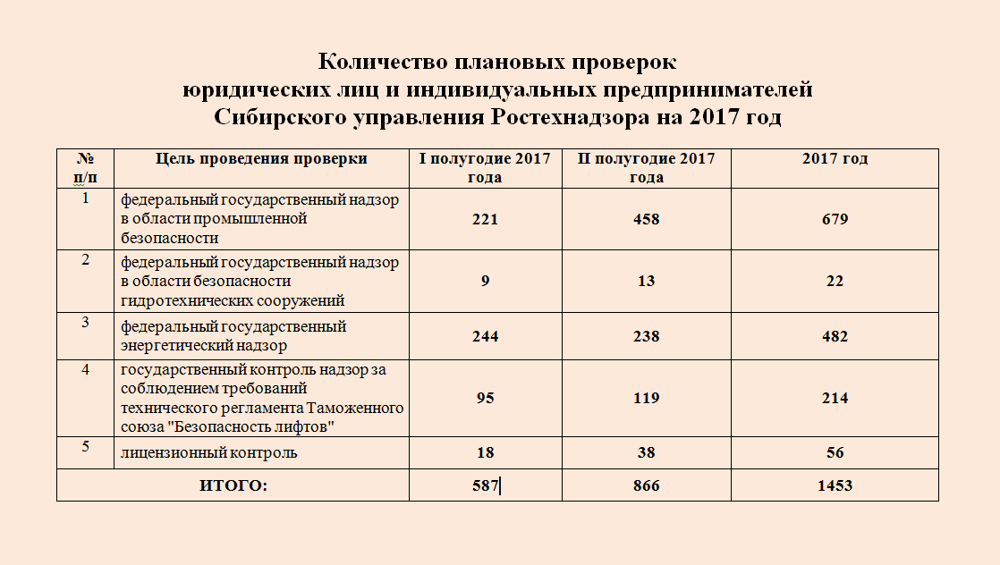 Количество плановых проверок
юридических лиц и индивидуальных предпринимателей
Сибирского управления Ростехнадзора на 2017 год
№ п/п Цель проведения проверки I полугодие 2017 года II полугодие 2017 года 2017 год
1 федеральный государственный надзор
в области промышленной
безопасности 221 458 679
2 федеральный государственный надзор
в области безопасности
гидротехнических сооружений 9 13 22
3 федеральный государственный
энергетический надзор 244 238 482
4 государственный контроль надзор за
соблюдением требований
технического регламента Таможенного
союза "Безопасность лифтов" 95 119 214
5 лицензионный контроль 18 38 56
ИТОГО: 587 866 1453